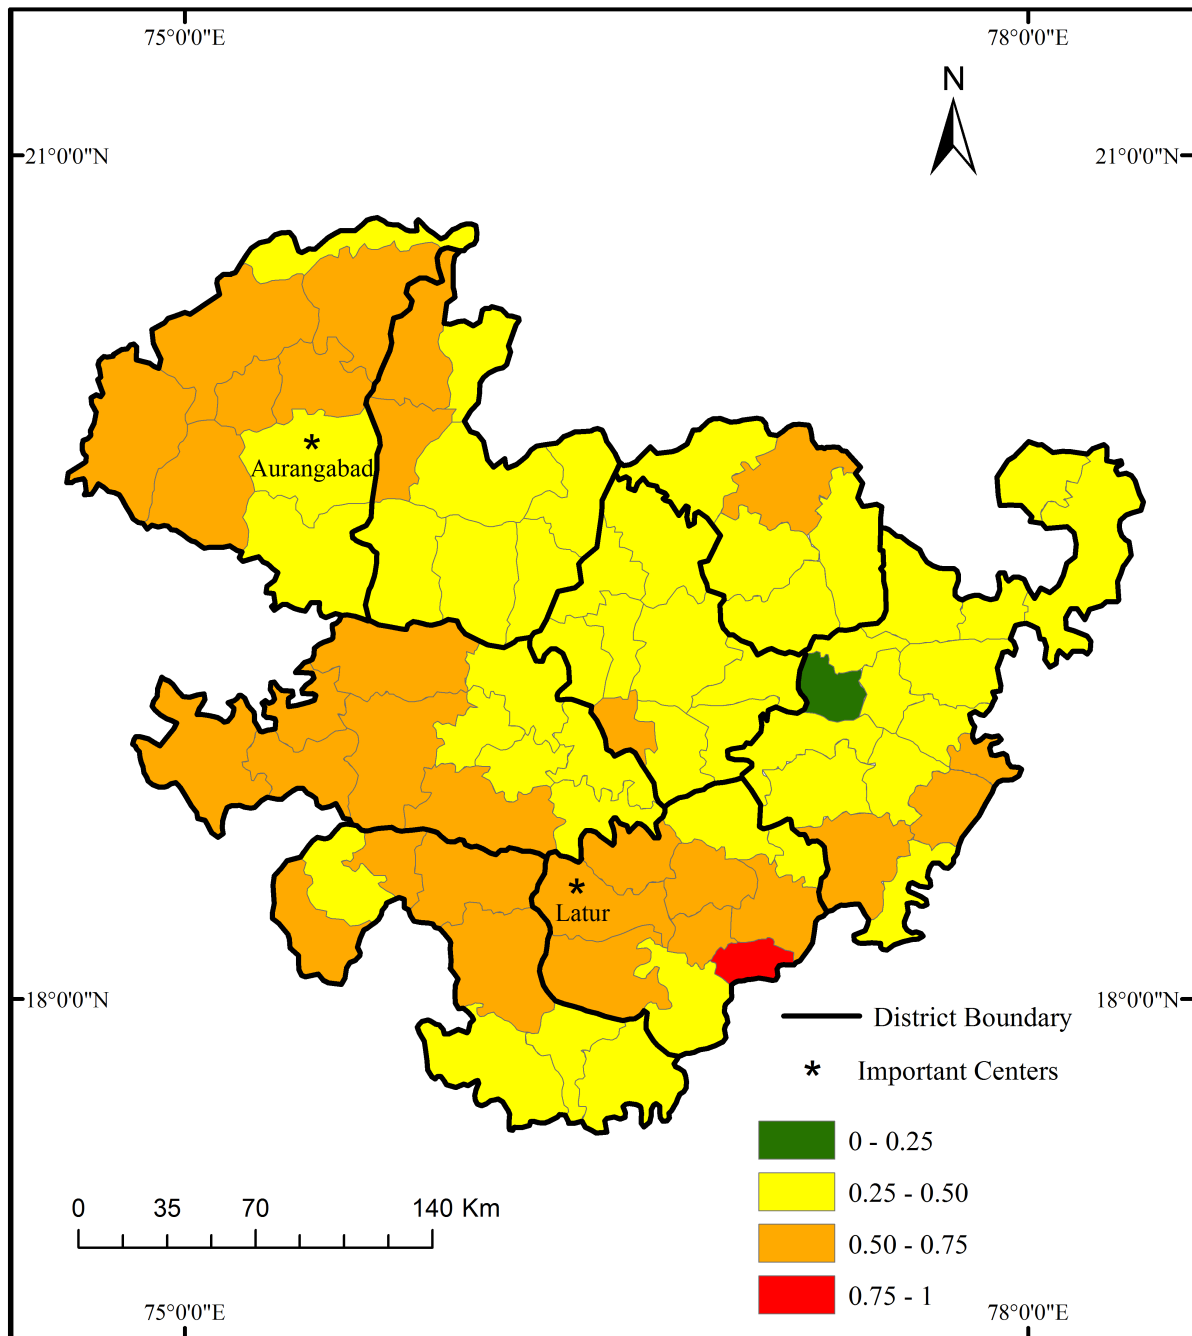 75°0'0"E 78°0'0"E
N
21°0'0"N 21°0'0"N
*
Aurangabad
*
Latur
18°0'0"N 18°0'0"N
District Boundary
* Important Centers
0 - 0.25
0.25 - 0.50
0 35 70 140 Km
0.50 - 0.75
0.75 - 1
75°0'0"E 78°0'0"E